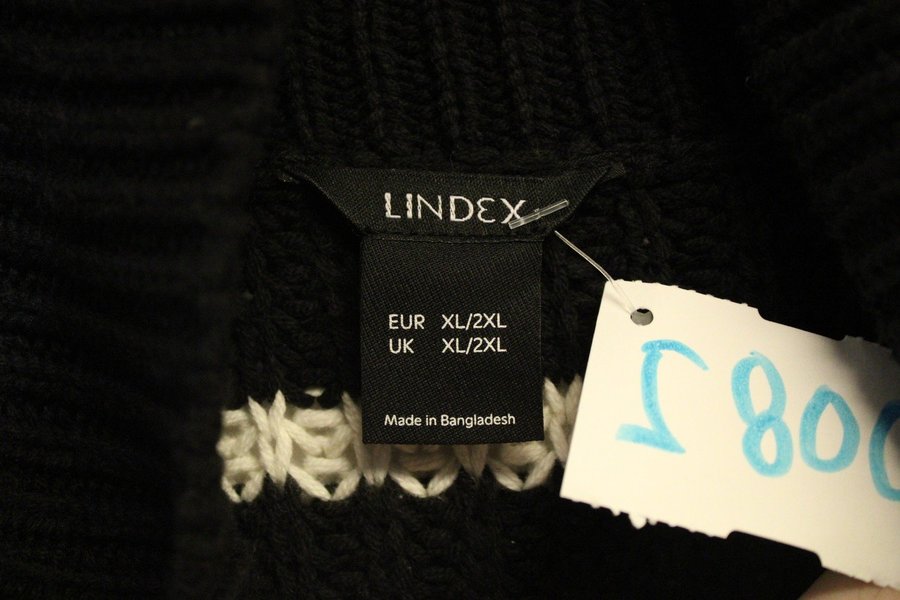 LINDEX
EUR XL/2XL
UK XL/2XL
Made in Bangladesh